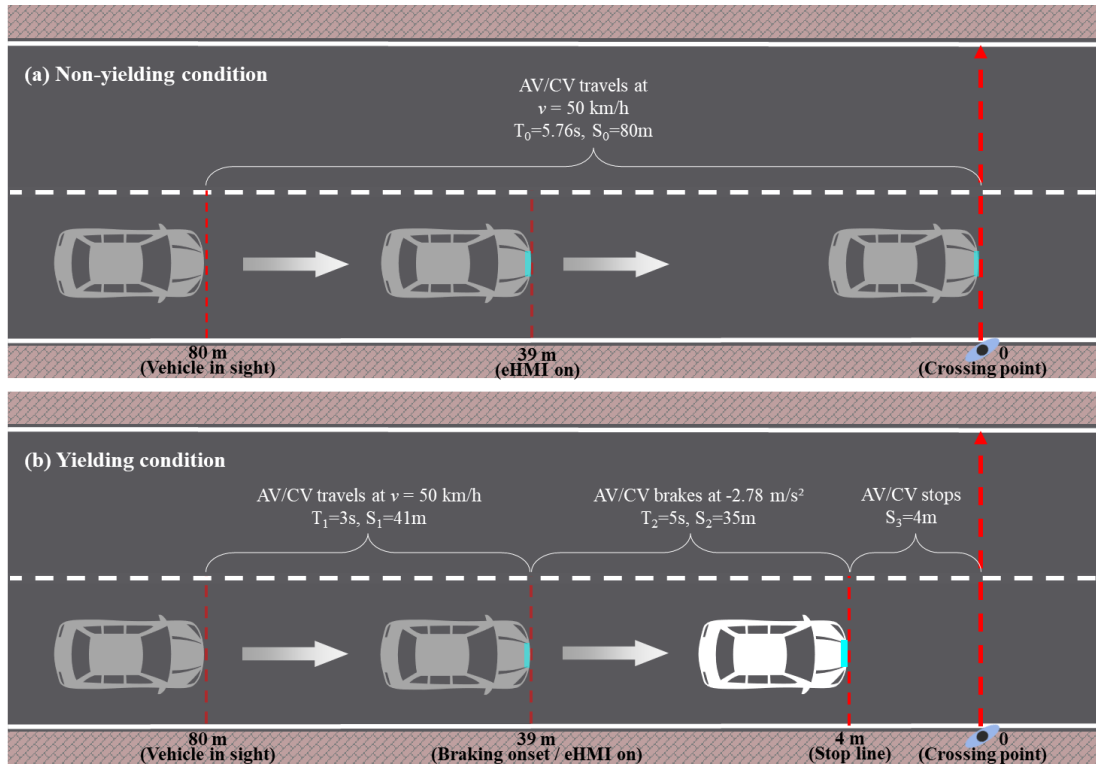 (a) Non-yielding condition
AV/CV travels at
v = 50 km/h
T₀=5.76s, S₀=80m
80 m
(Vehicle in sight)
39 m
(eHMI on)
0
(Crossing point)
(b) Yielding condition
AV/CV travels at v = 50 km/h
T₁=3s, S₁=41m
AV/CV brakes at -2.78 m/s²
T₂=5s, S₂=35m
AV/CV stops
S₃=4m
80 m
(Vehicle in sight)
39 m
(Braking onset / eHMI on)
4 m
(Stop line)
0
(Crossing point)